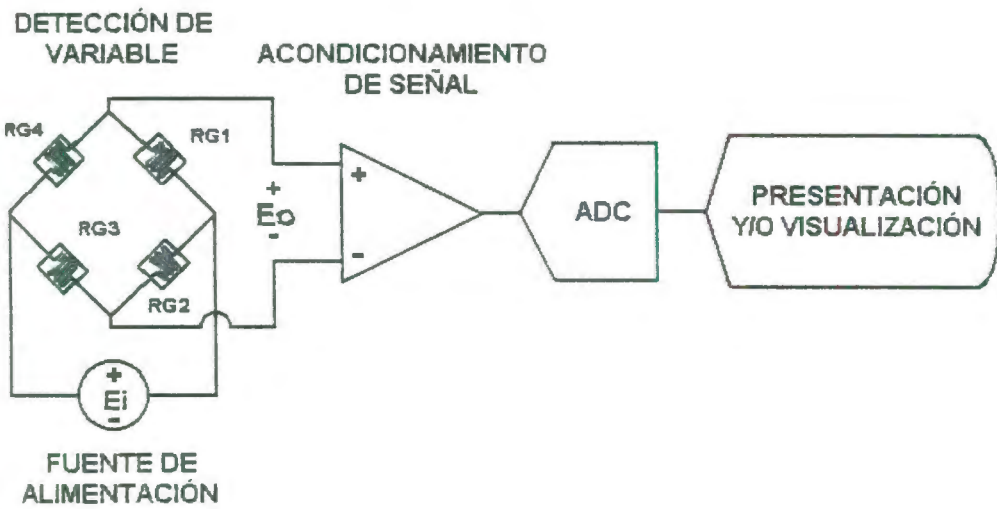 DETECCIÓN DE
VARIABLE
ACONDICIONAMIENTO
DE SEÑAL
RG4
RG1
RG3
RG2
+
Eo
-
+
-
ADC
PRESENTACIÓN
Y/O VISUALIZACIÓN
+
Ei
-
FUENTE DE
ALIMENTACIÓN